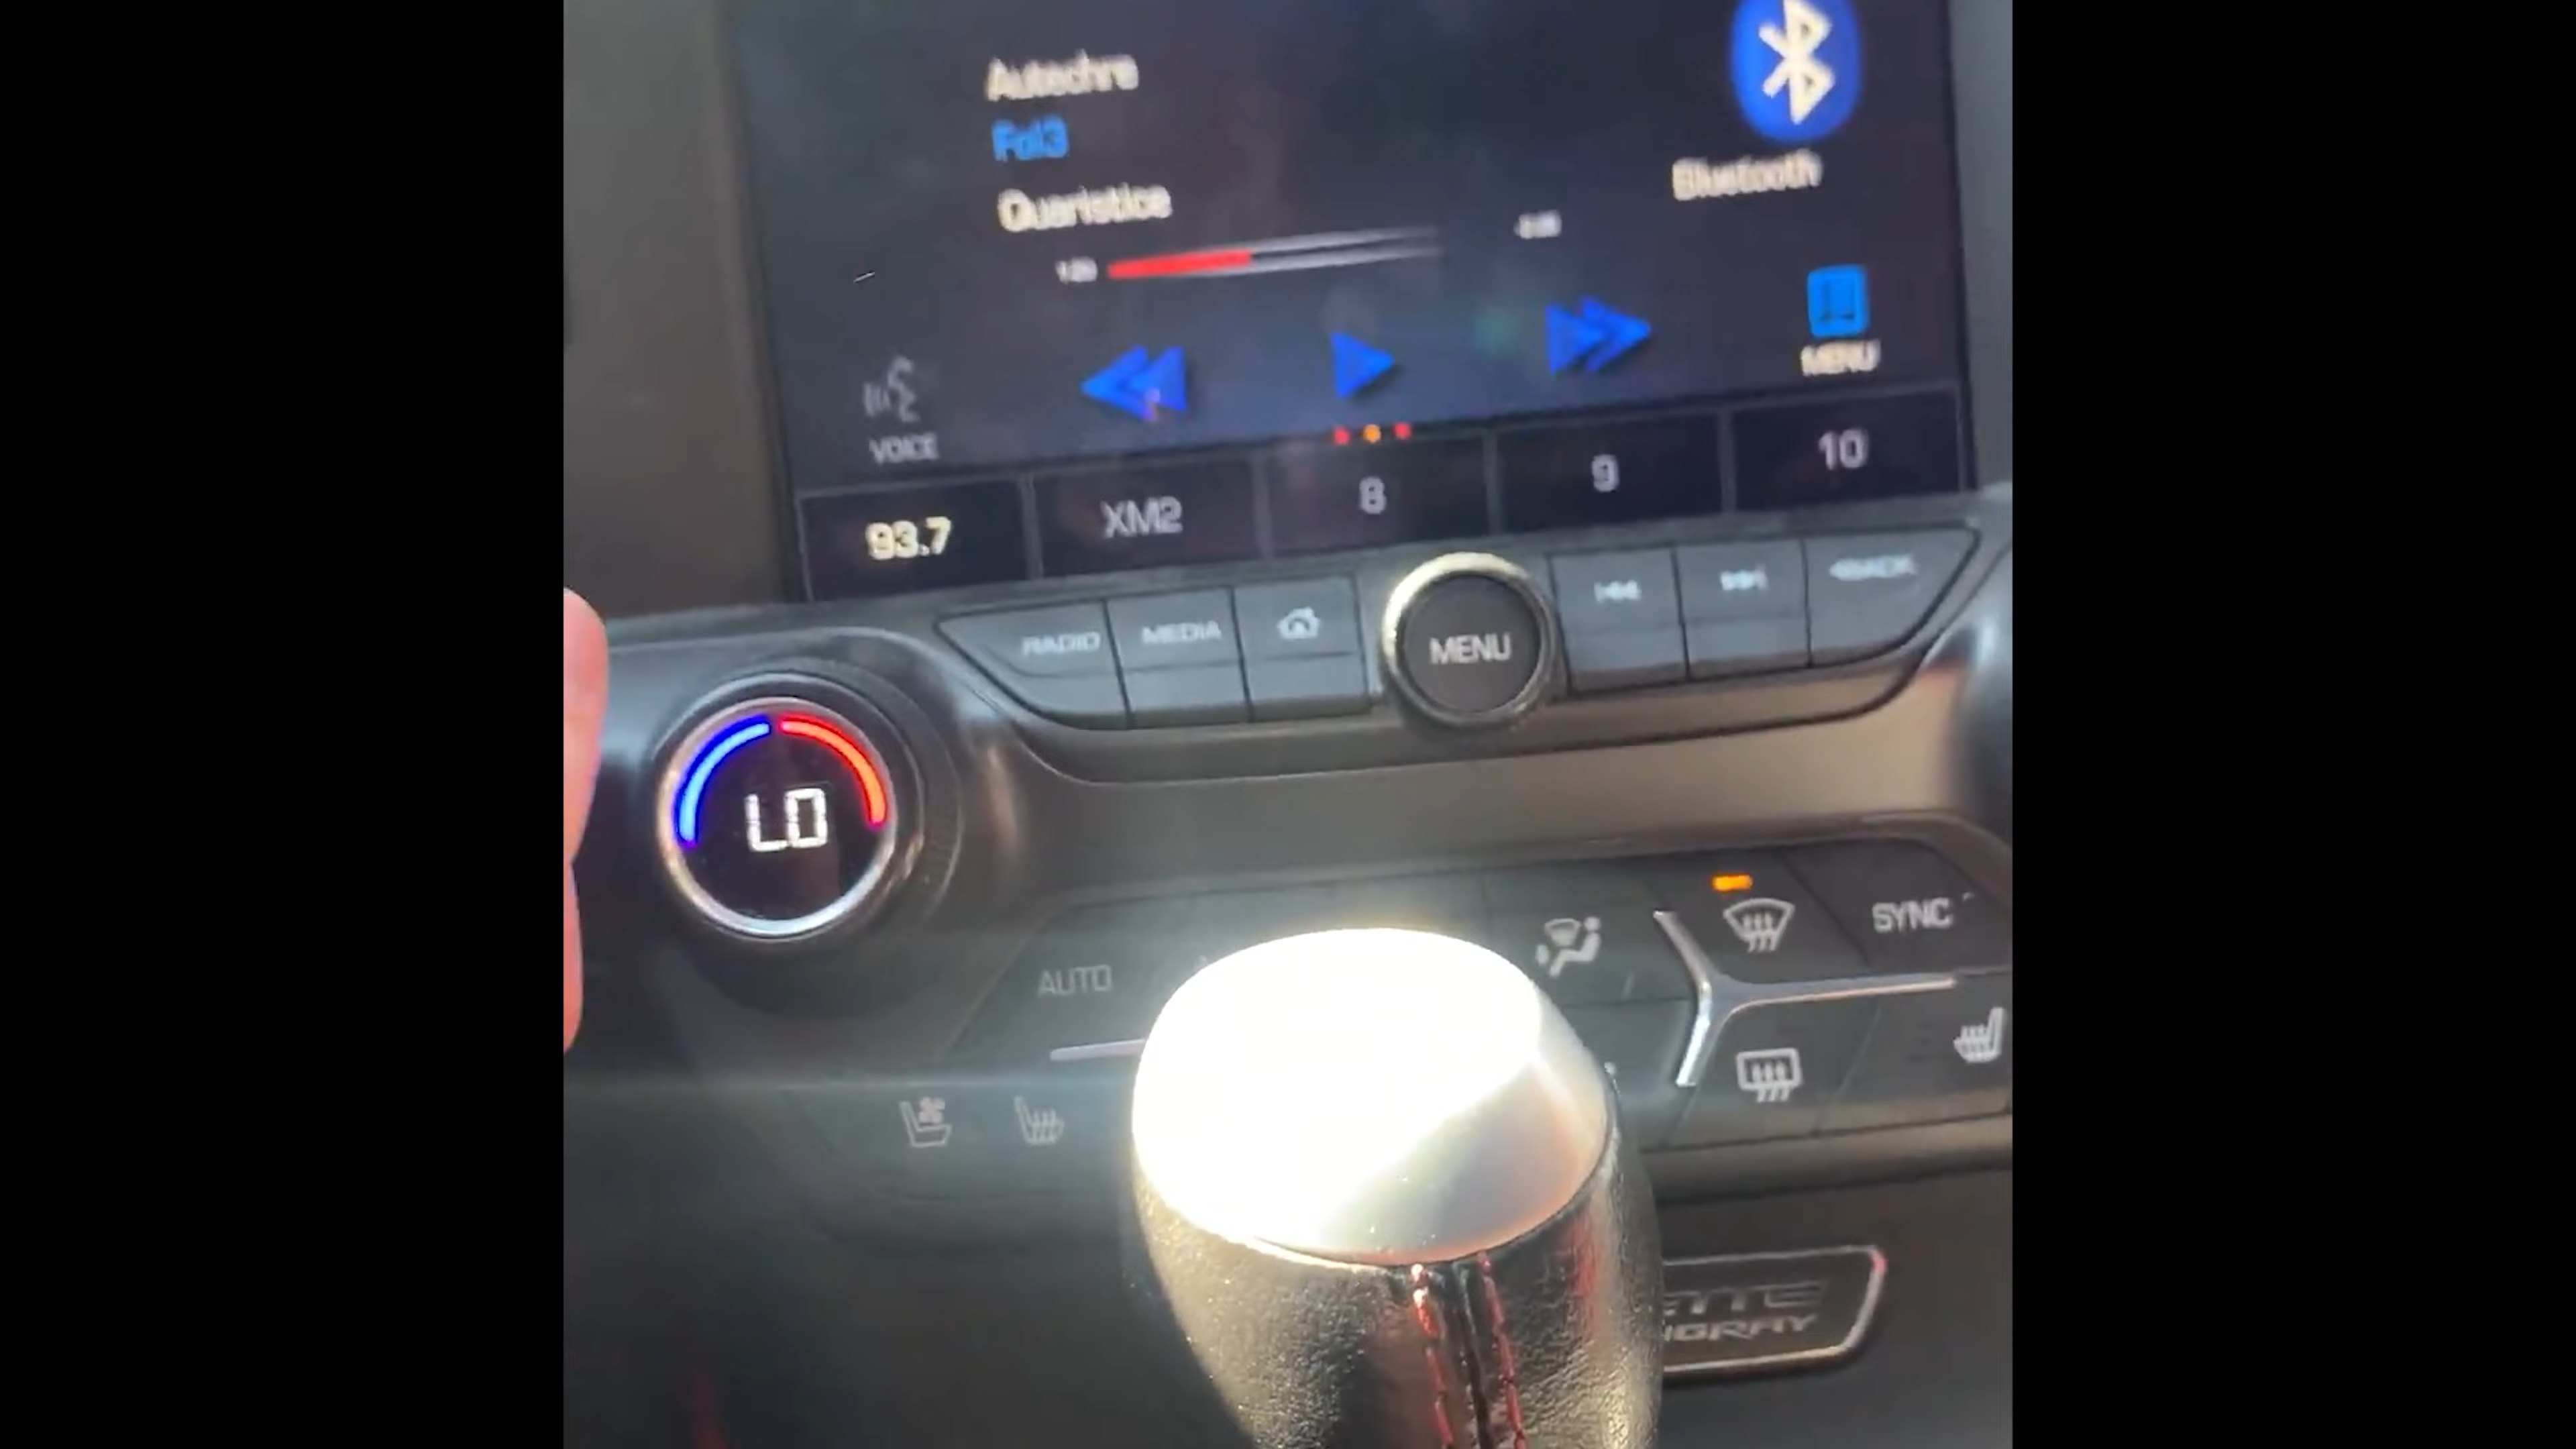 Autechre
Fol3
Quaristice
Bluetooth
MENU
VOICE
93.7
XM2
8
9
10
RADIO
MEDIA
MENU
BACK
LO
AUTO
SYNC